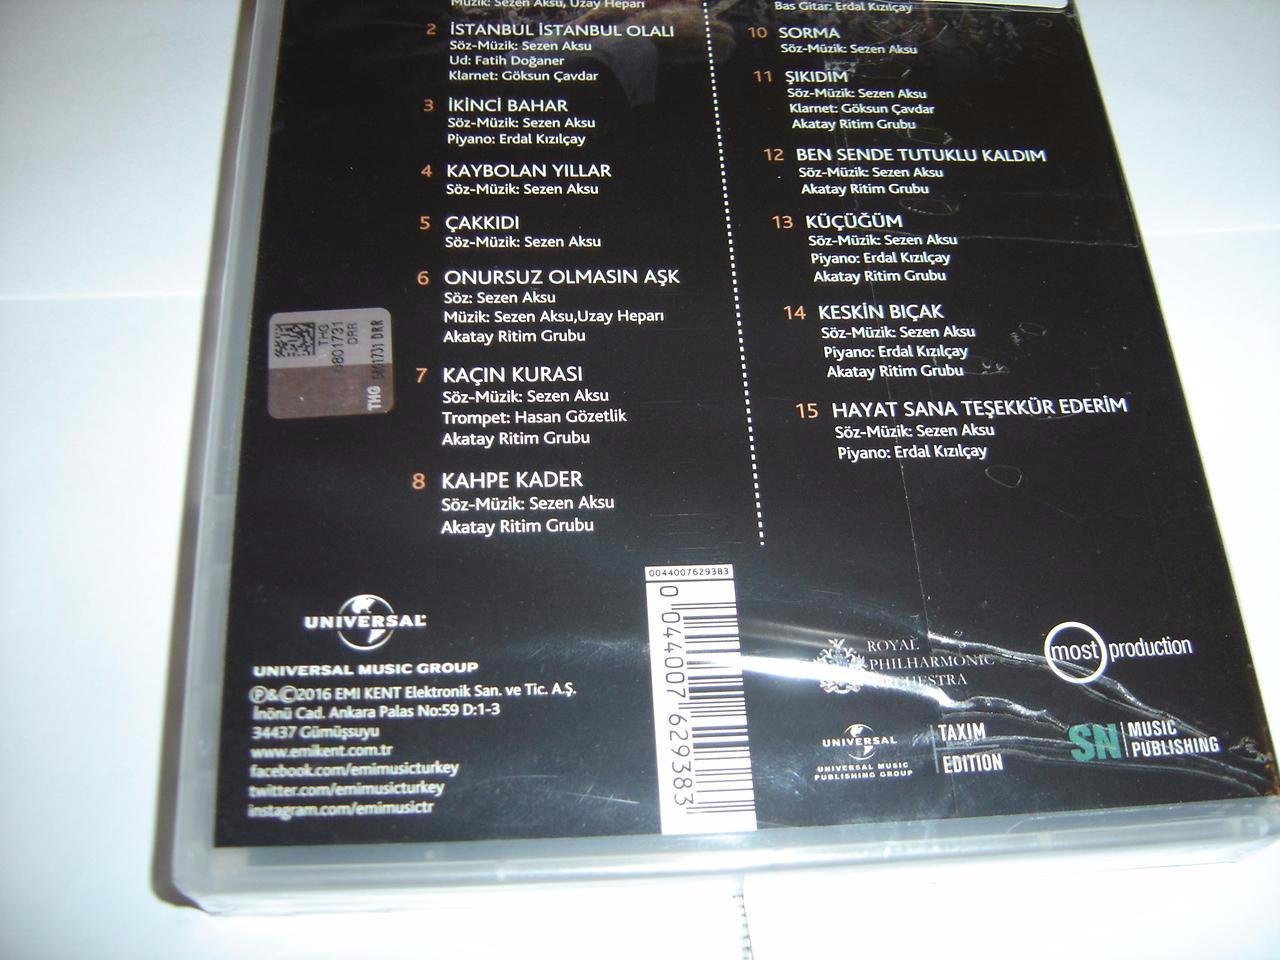 Müzik: Sezen Aksu, Uzay Heparı
2 İSTANBUL İSTANBUL OLALI
Söz-Müzik: Sezen Aksu
Ud: Fatih Doğaner
Klarnet: Göksun Çavdar
3 İKİNCİ BAHAR
Söz-Müzik: Sezen Aksu
Piyano: Erdal Kızılçay
4 KAYBOLAN YILLAR
Söz-Müzik: Sezen Aksu
5 ÇAKKIDI
Söz-Müzik: Sezen Aksu
6 ONURSUZ OLMASIN AŞK
Söz: Sezen Aksu
Müzik: Sezen Aksu,Uzay Heparı
Akatay Ritim Grubu
7 KAÇIN KURASI
Söz-Müzik: Sezen Aksu
Trompet: Hasan Gözetlik
Akatay Ritim Grubu
8 KAHPE KADER
Söz-Müzik: Sezen Aksu
Akatay Ritim Grubu
Bas Gitar: Erdal Kızılçay
10 SORMA
Söz-Müzik: Sezen Aksu
11 ŞIKIDIM
Söz-Müzik: Sezen Aksu
Klarnet: Göksun Çavdar
Akatay Ritim Grubu
12 BEN SENDE TUTUKLU KALDIM
Söz-Müzik: Sezen Aksu
Akatay Ritim Grubu
13 KÜÇÜĞÜM
Söz-Müzik: Sezen Aksu
Piyano: Erdal Kızılçay
Akatay Ritim Grubu
14 KESKİN BIÇAK
Söz-Müzik: Sezen Aksu
Piyano: Erdal Kızılçay
Akatay Ritim Grubu
15 HAYAT SANA TEŞEKKÜR EDERİM
Söz-Müzik: Sezen Aksu
Piyano: Erdal Kızılçay
THG
0801731
DRR
THG 0801731 DRR
UNIVERSAL
UNIVERSAL MUSIC GROUP
℗&©2016 EMI KENT Elektronik San. ve Tic. A.Ş.
İnönü Cad. Ankara Palas No:59 D:1-3
34437 Gümüşsuyu
www.emikent.com.tr
facebook.com/emimusicturkey
twitter.com/emimusicturkey
instagram.com/emimusictr
0044007629383
0 044007 629383
ROYAL
PHILHARMONIC
ORCHESTRA
most production
UNIVERSAL
UNIVERSAL MUSIC
PUBLISHING GROUP
TAXIM
EDITION
SN MUSIC
PUBLISHING